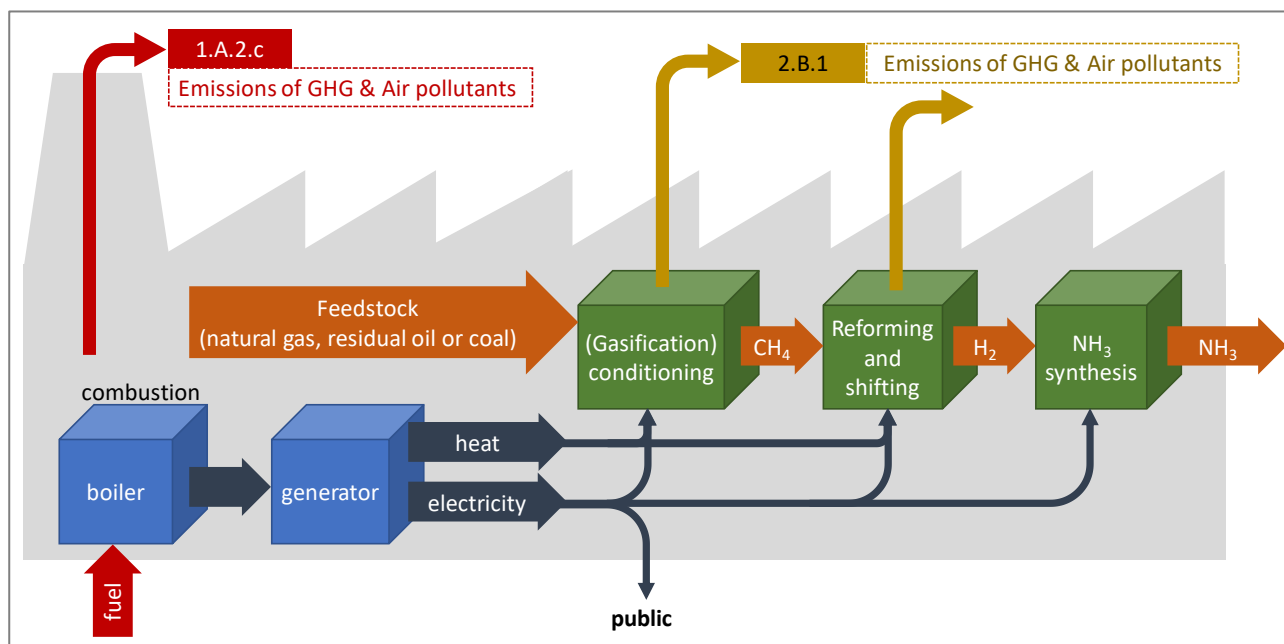 1.A.2.c
Emissions of GHG & Air pollutants
2.B.1
Emissions of GHG & Air pollutants
Feedstock
(natural gas, residual oil or coal)
(Gasification)
conditioning
CH₄
Reforming
and
shifting
H₂
NH₃
synthesis
NH₃
combustion
boiler
generator
heat
electricity
fuel
public